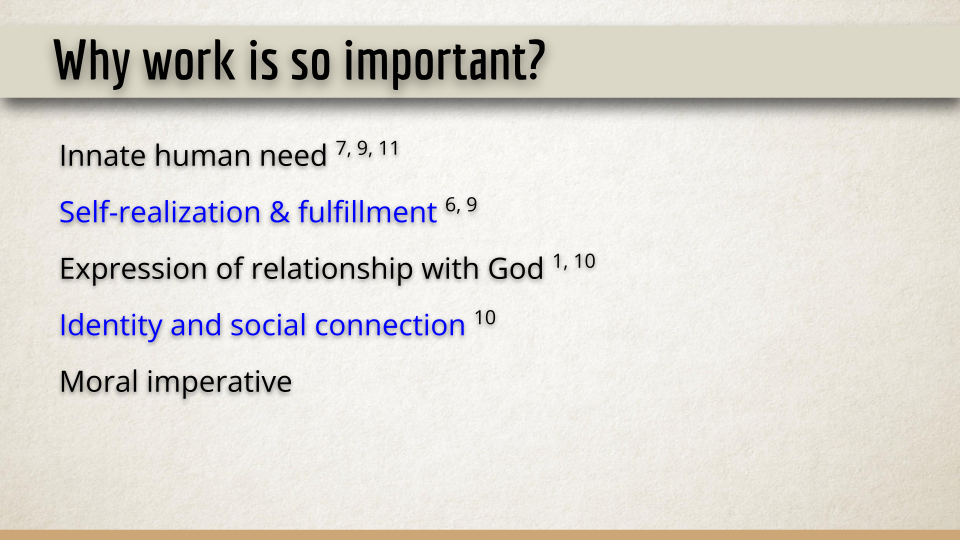 Why work is so important?
Innate human need 7, 9, 11
Self-realization & fulfillment 6, 9
Expression of relationship with God 1, 10
Identity and social connection 10
Moral imperative